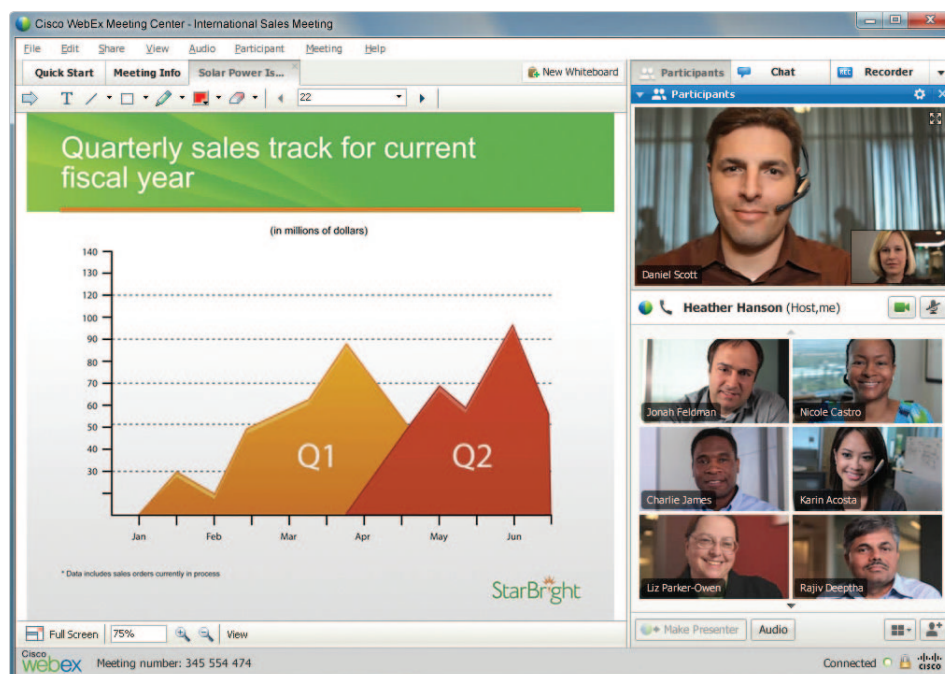 Cisco WebEx Meeting Center - International Sales Meeting
File Edit Share View Audio Participant Meeting Help
Quick Start Meeting Info Solar Power Is... New Whiteboard
Participants Chat Recorder
T 22
Participants
Quarterly sales track for current
fiscal year
(in millions of dollars)
140
130
120
100
90
70
60
50
40
30
Q1 Q2
Jan Feb Mar Apr May Jun
* Data includes sales orders currently in process
StarBright
Daniel Scott
Heather Hanson (Host,me)
Jonah Feldman Nicole Castro
Charlie James Karin Acosta
Liz Parker-Owen Rajiv Deeptha
Full Screen 75% View
Make Presenter Audio
Cisco webex Meeting number: 345 554 474
Connected cisco